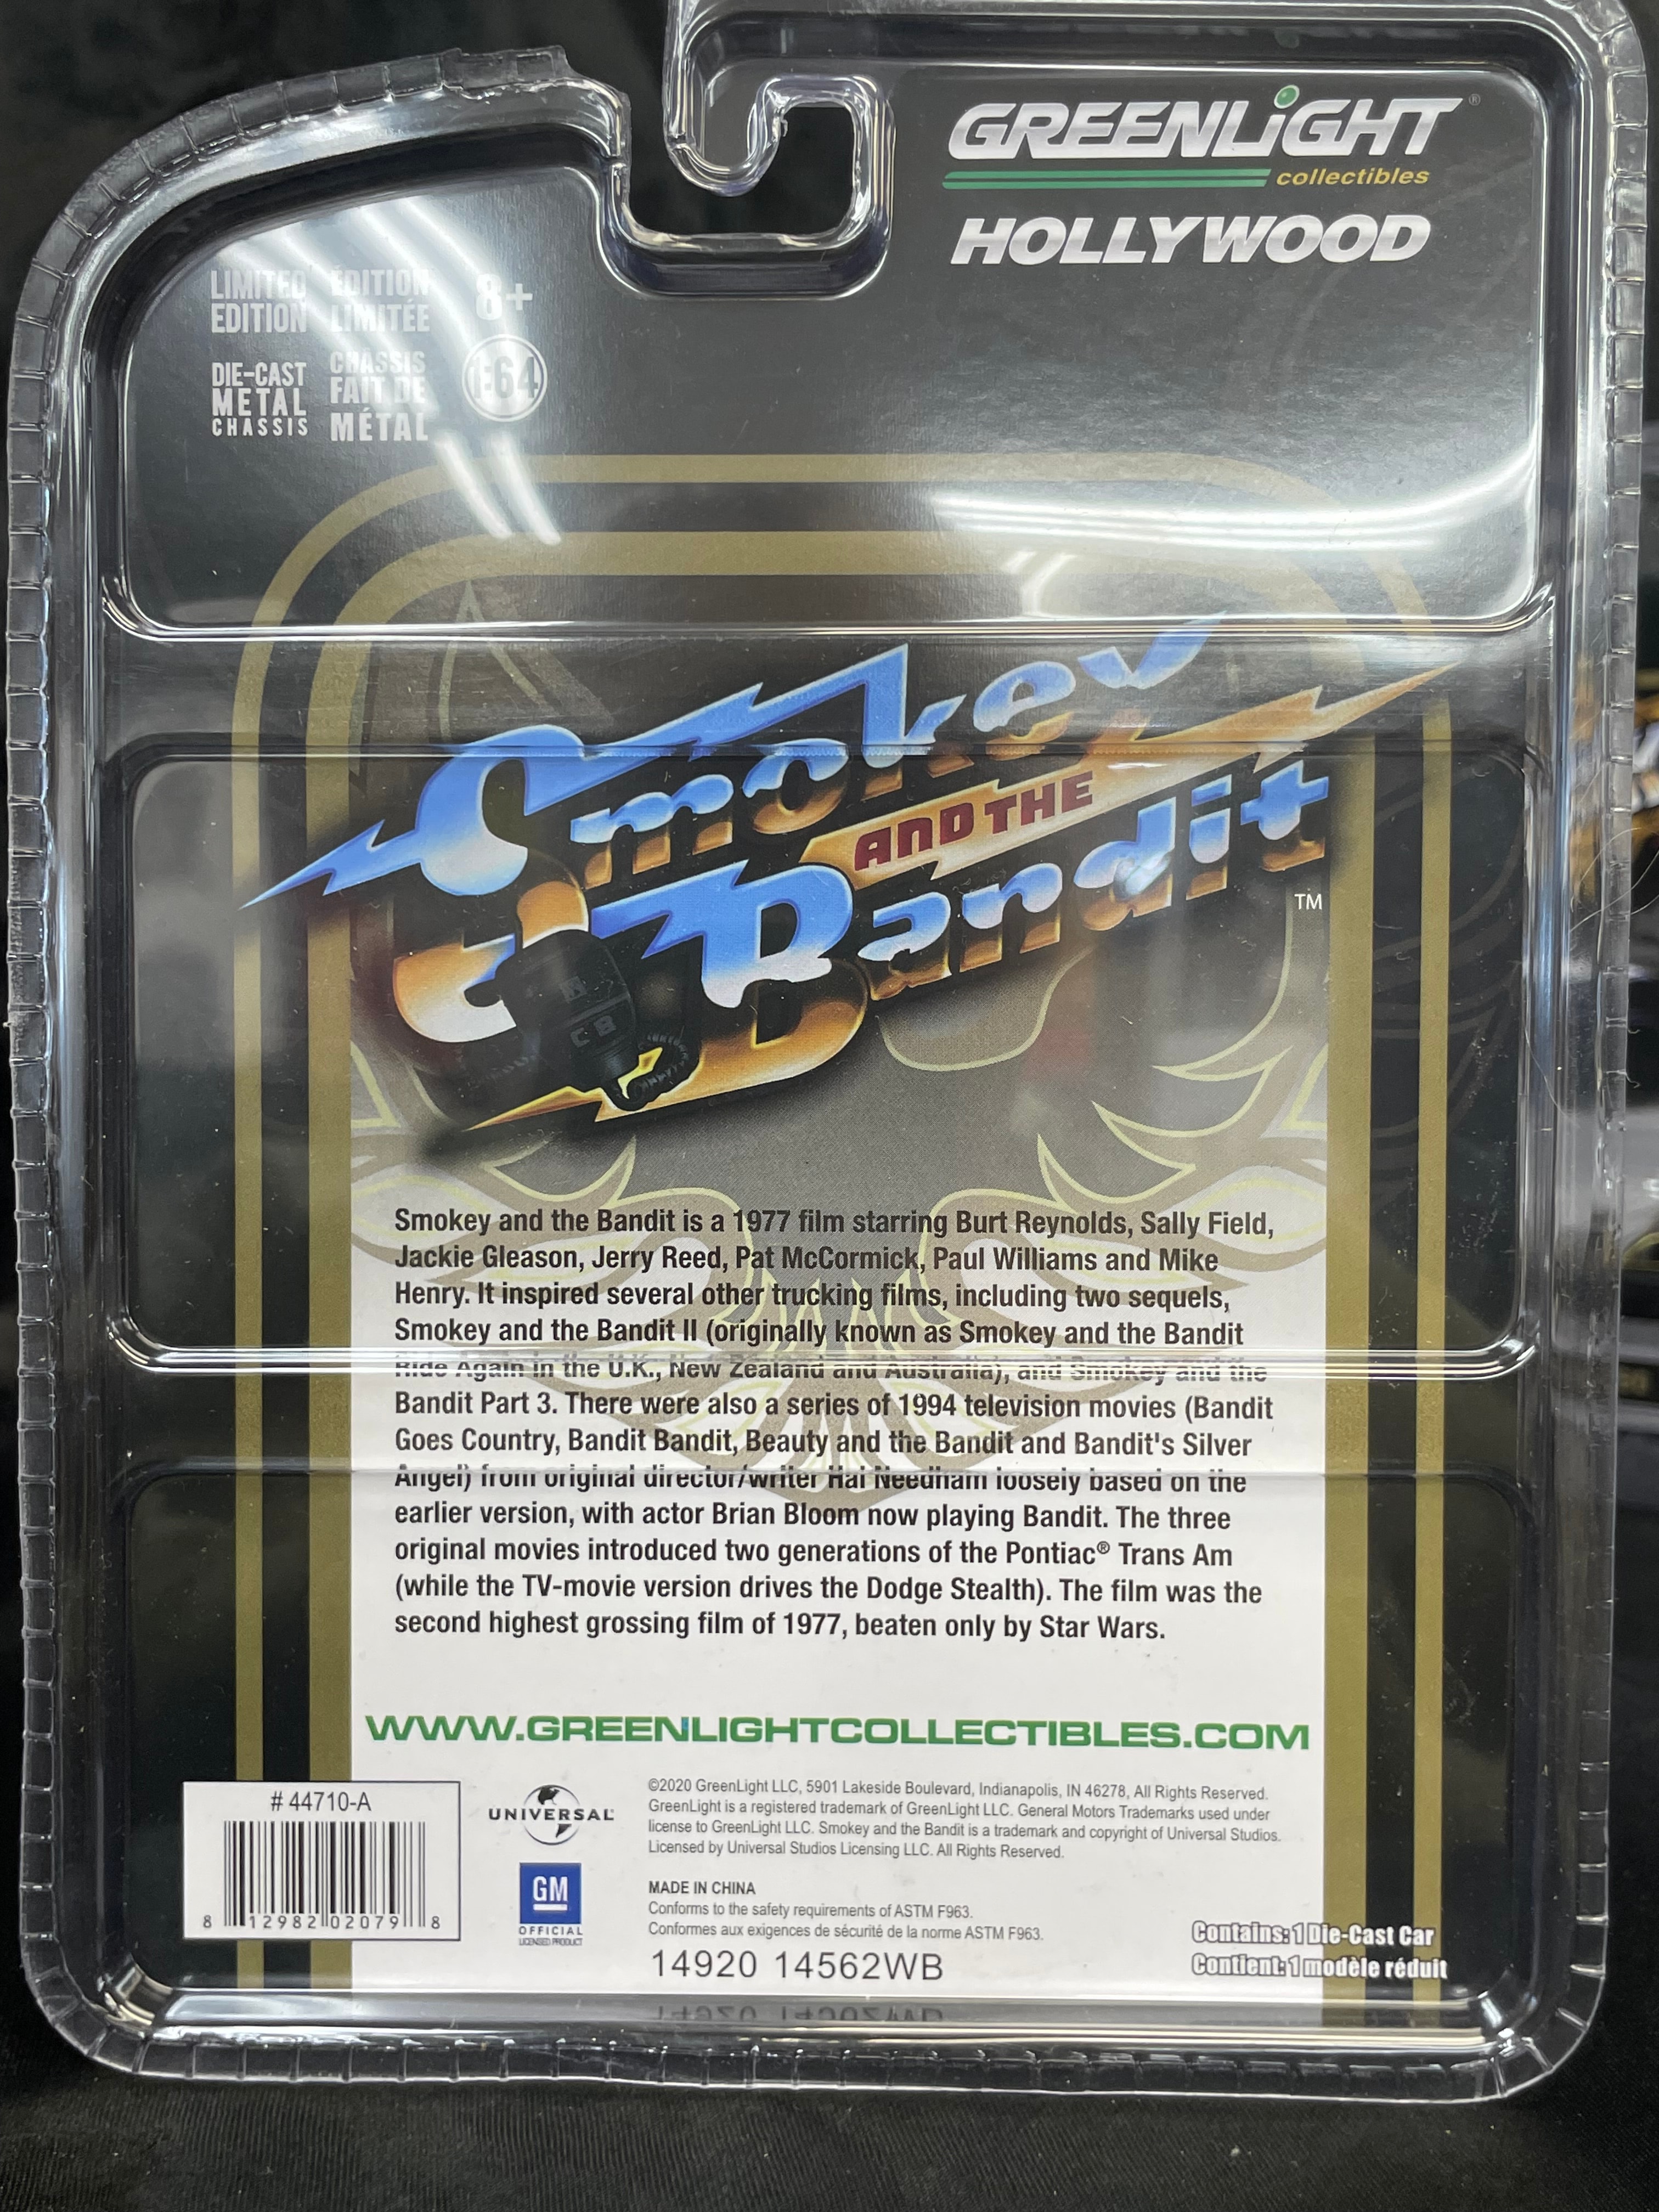 GREENLiGHT®
collectibles
HOLLYWOOD
LIMITED EDITION
ÉDITION LIMITÉE
8+
DIE-CAST METAL CHASSIS
CHASSIS FAIT DE MÉTAL
1:64
Smokey
AND THE
Bandit
TM
CB
Smokey and the Bandit is a 1977 film starring Burt Reynolds, Sally Field,
Jackie Gleason, Jerry Reed, Pat McCormick, Paul Williams and Mike
Henry. It inspired several other trucking films, including two sequels,
Smokey and the Bandit II (originally known as Smokey and the Bandit
Ride Again in the U.K., New Zealand and Australia), and Smokey and the
Bandit Part 3. There were also a series of 1994 television movies (Bandit
Goes Country, Bandit Bandit, Beauty and the Bandit and Bandit's Silver
Angel) from original director/writer Hal Needham loosely based on the
earlier version, with actor Brian Bloom now playing Bandit. The three
original movies introduced two generations of the Pontiac® Trans Am
(while the TV-movie version drives the Dodge Stealth). The film was the
second highest grossing film of 1977, beaten only by Star Wars.
WWW.GREENLIGHTCOLLECTIBLES.COM
# 44710-A
8 12982 02079 8
UNIVERSAL
GM
OFFICIAL
LICENSED PRODUCT
©2020 GreenLight LLC, 5901 Lakeside Boulevard, Indianapolis, IN 46278, All Rights Reserved.
GreenLight is a registered trademark of GreenLight LLC. General Motors Trademarks used under
license to GreenLight LLC. Smokey and the Bandit is a trademark and copyright of Universal Studios.
Licensed by Universal Studios Licensing LLC. All Rights Reserved.
MADE IN CHINA
Conforms to the safety requirements of ASTM F963.
Conformes aux exigences de sécurité de la norme ASTM F963.
14920 14562WB
Contains: 1 Die-Cast Car
Contient: 1 modèle réduit